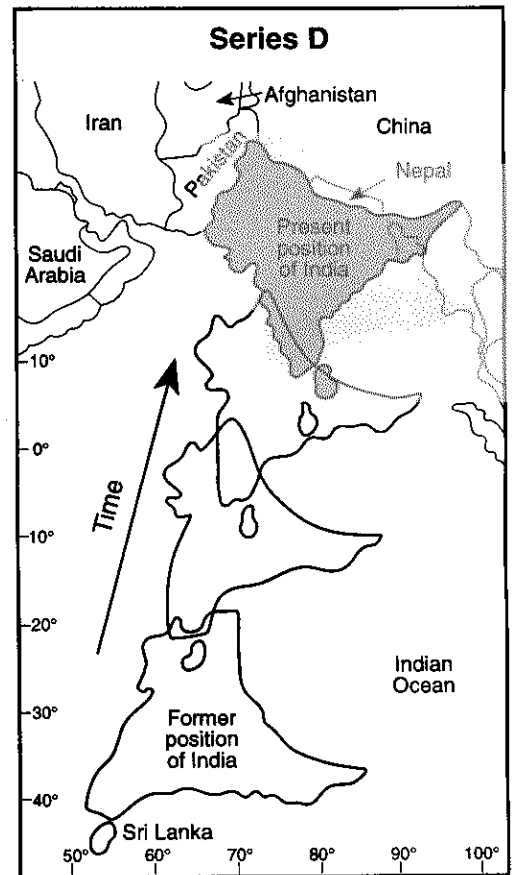 Series D
Afghanistan
Iran
China
Pakistan
Nepal
Present
position
of India
Saudi
Arabia
10°
0°
Time
10°
20°
Indian
Ocean
30°
Former
position
of India
40°
Sri Lanka
50° 60° 70° 80° 90° 100°